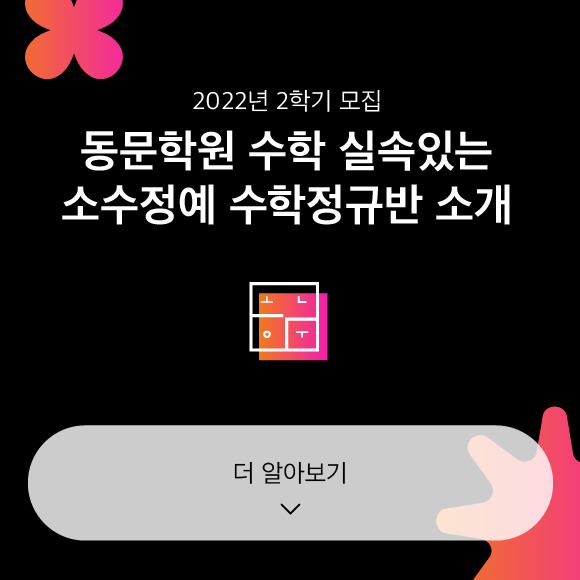 2022년 2학기 모집
동문학원 수학 실속있는
소수정예 수학정규반 소개
ㅗ ㄴ
ㅇ ㅜ
더 알아보기